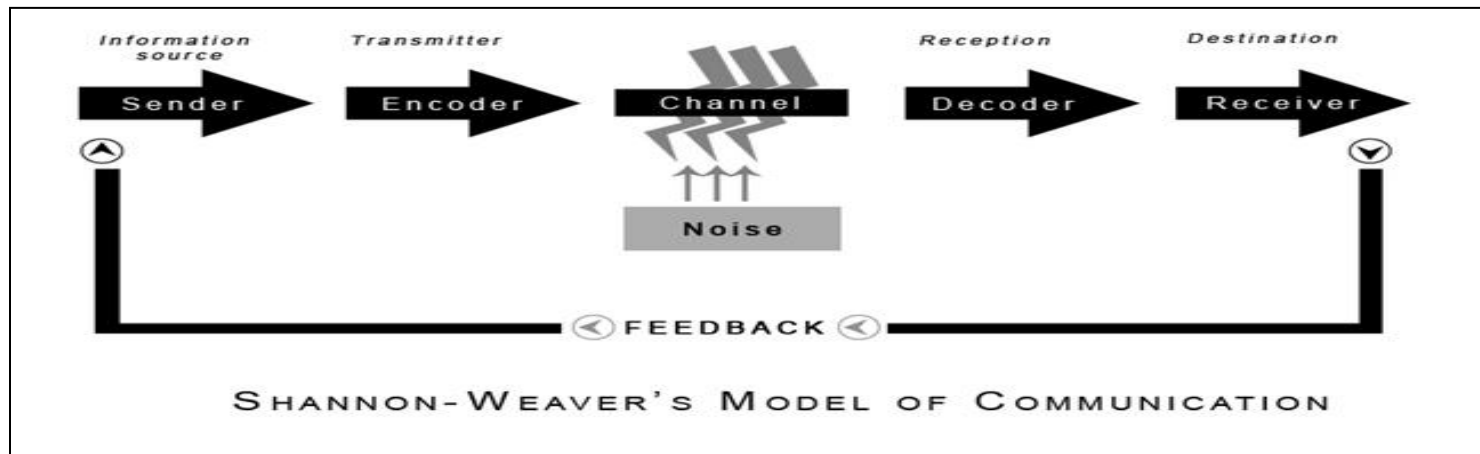 Information
source
Transmitter
Reception
Destination
Sender
Encoder
Channel
Decoder
Receiver
Noise
FEEDBACK
SHANNON-WEAVER'S MODEL OF COMMUNICATION